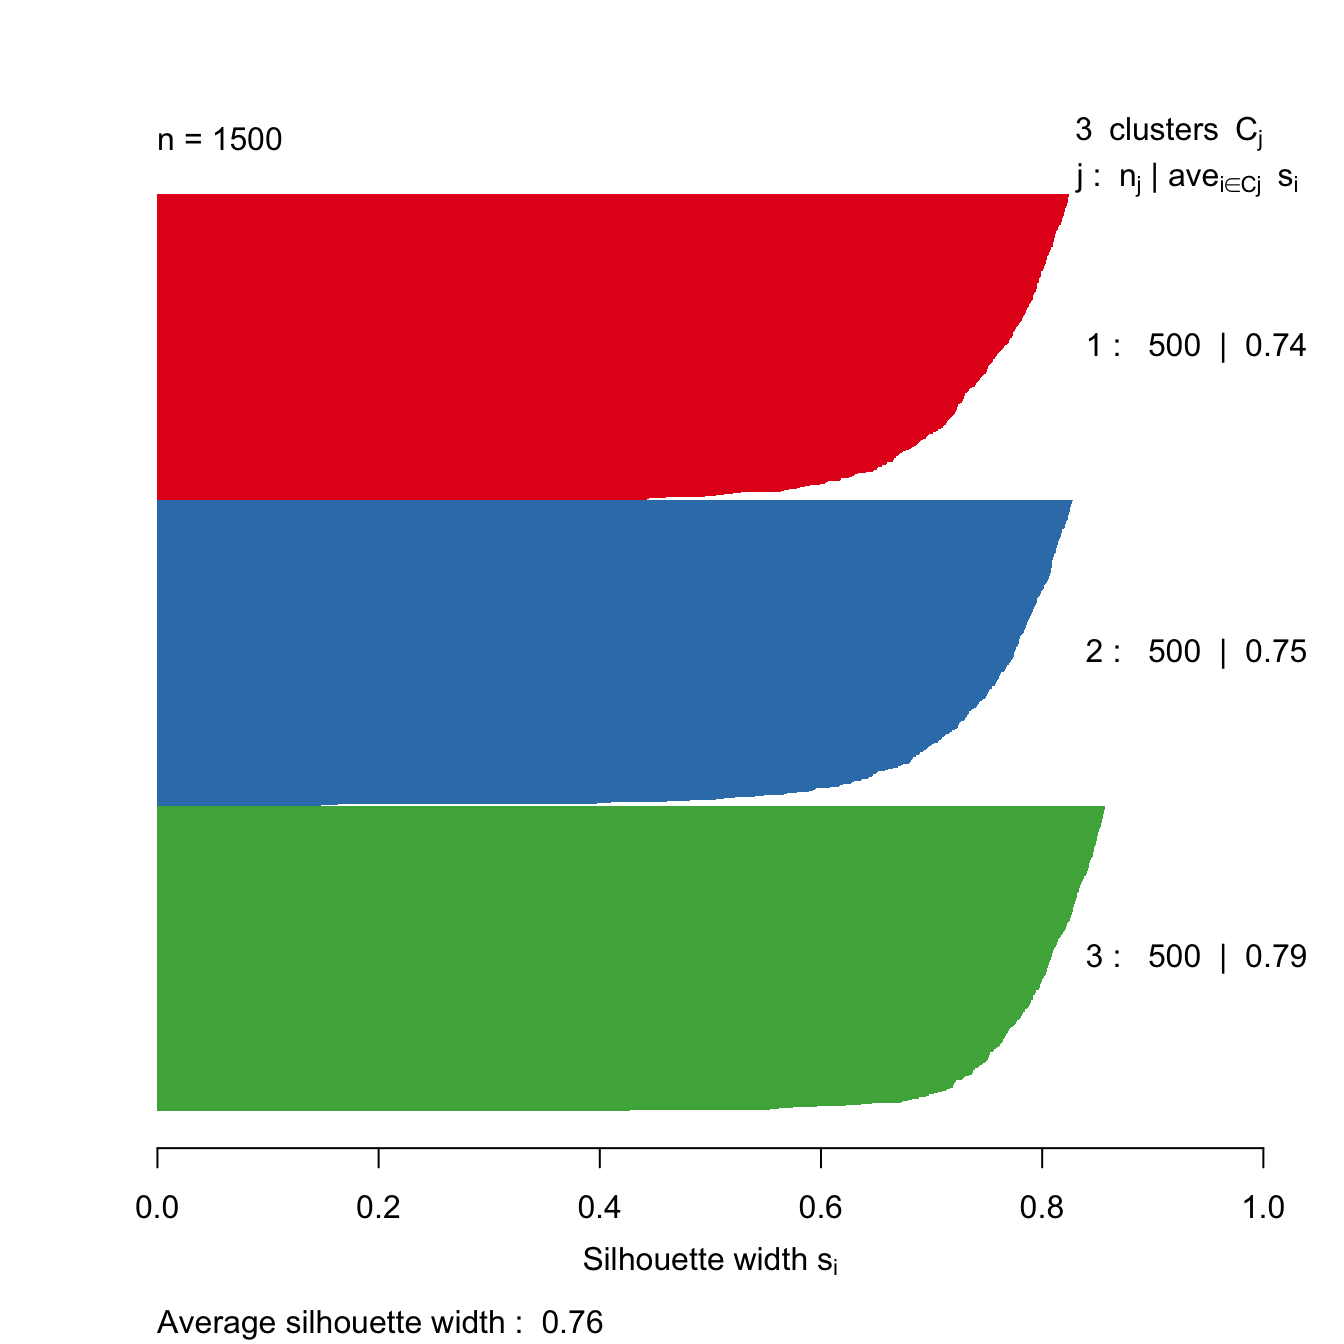 n = 1500
3 clusters Cj
j : nj | avei∈Cj si
1 : 500 | 0.74
2 : 500 | 0.75
3 : 500 | 0.79
0.0 0.2 0.4 0.6 0.8 1.0
Silhouette width si
Average silhouette width : 0.76